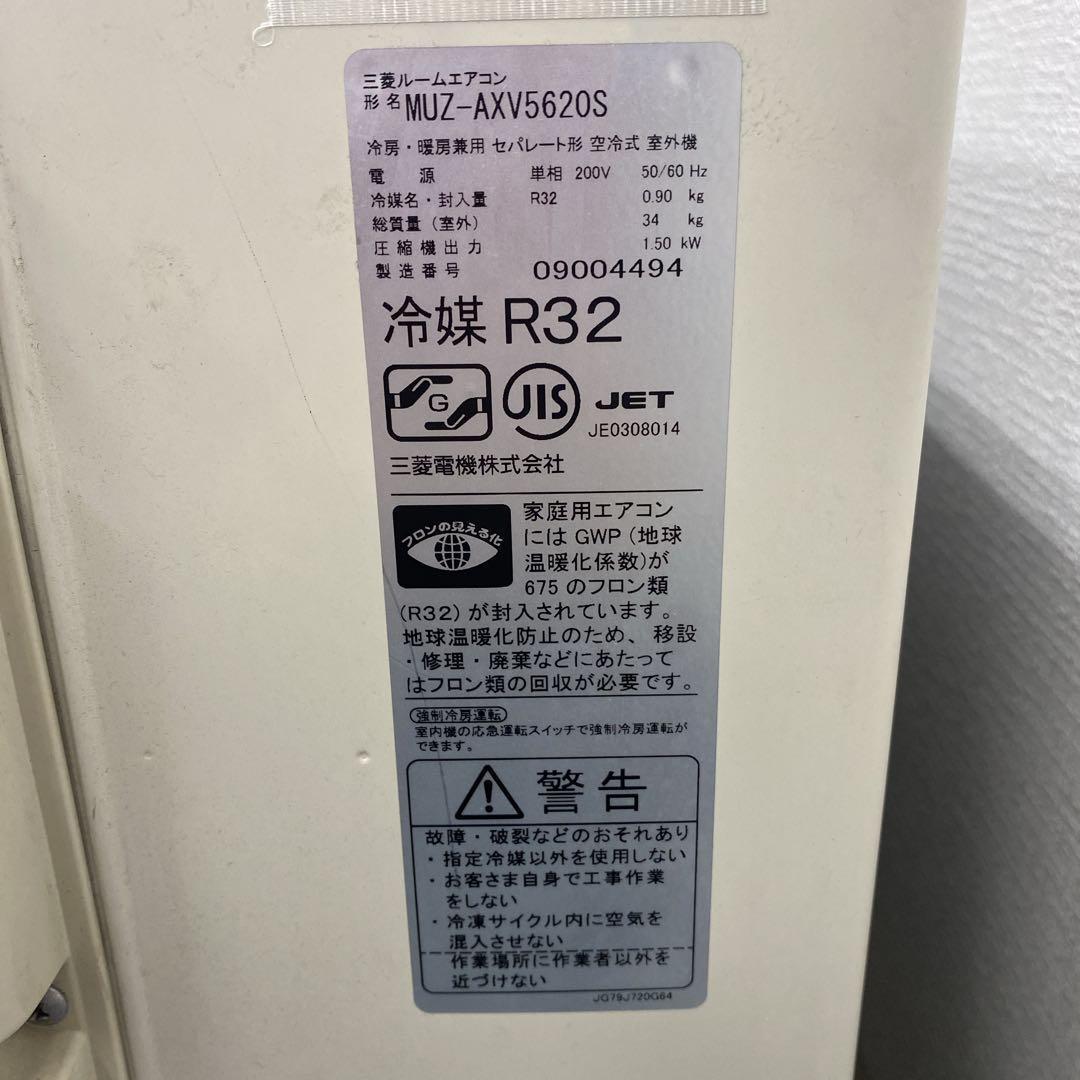 三菱ルームエアコン
形名 MUZ-AXV5620S
冷房・暖房兼用 セパレート形 空冷式 室外機
電源 単相 200V 50/60 Hz
冷媒名・封入量 R32 0.90 kg
総質量（室外） 34 kg
圧縮機出力 1.50 kW
製造番号 09004494
冷媒 R32
G JIS JET
JE0308014
三菱電機株式会社
フロンの見える化
家庭用エアコン
には GWP（地球
温暖化係数)が
675 のフロン類
(R32) が封入されています。
地球温暖化防止のため、移設
・修理・廃棄などにあたって
はフロン類の回収が必要です。
強制冷房運転
室内機の応急運転スイッチで強制冷房運転が
できます。
警告
故障・破裂などのおそれあり
・指定冷媒以外を使用しない
・お客さま自身で工事作業
をしない
・冷凍サイクル内に空気を
混入させない
作業場所に作業者以外を
近づけない
JG79J720G64